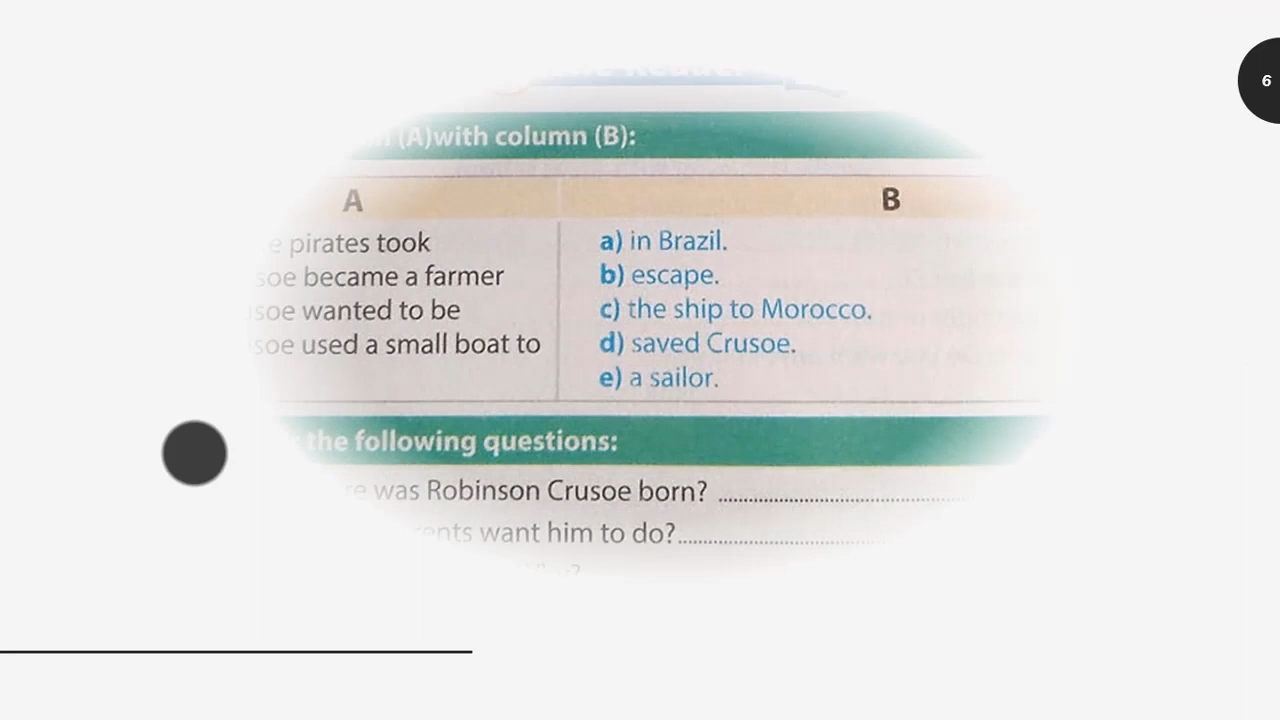 6
(A)with column (B):
A B
pirates took a) in Brazil.
soe became a farmer b) escape.
soe wanted to be c) the ship to Morocco.
soe used a small boat to d) saved Crusoe.
e) a sailor.
the following questions:
was Robinson Crusoe born?
want him to do?